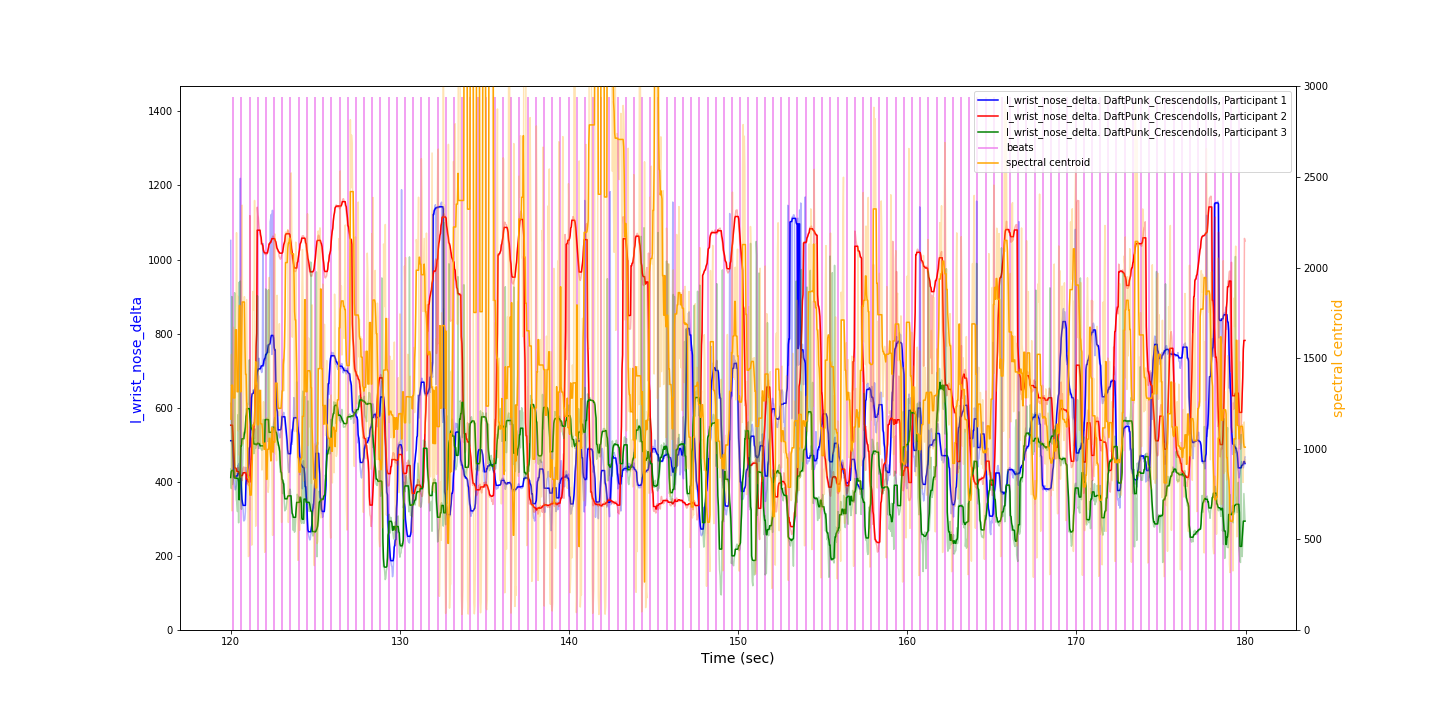 l_wrist_nose_delta. DaftPunk_Crescendolls, Participant 1
l_wrist_nose_delta. DaftPunk_Crescendolls, Participant 2
l_wrist_nose_delta. DaftPunk_Crescendolls, Participant 3
beats
spectral centroid
l_wrist_nose_delta
1400
1200
1000
800
600
400
200
0
3000
2500
2000
1500
1000
500
0
spectral centroid
120 130 140 150 160 170 180
Time (sec)